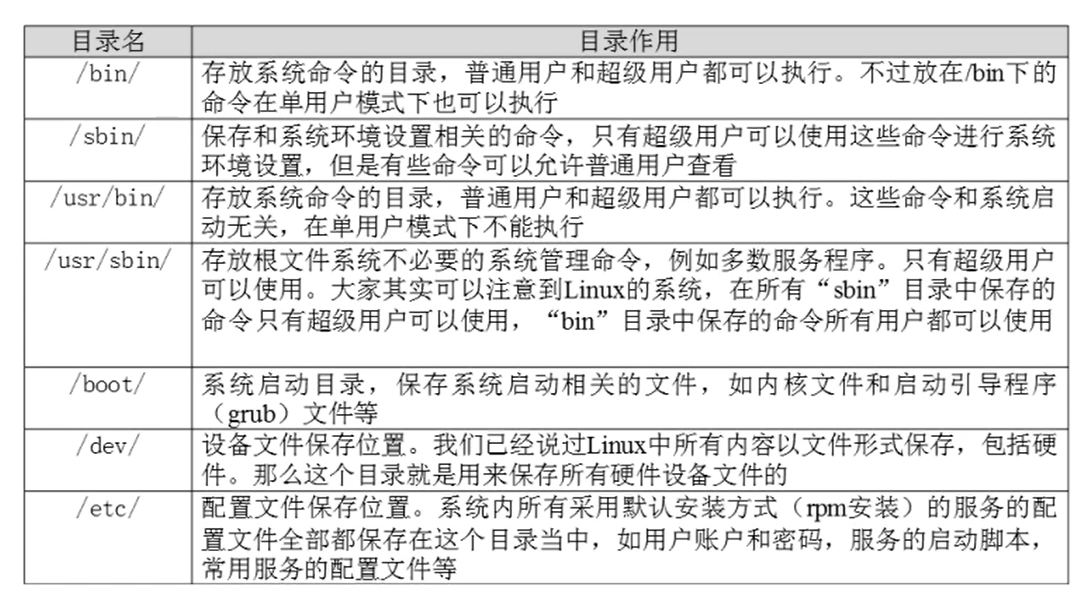 目录名 目录作用
/bin/ 存放系统命令的目录，普通用户和超级用户都可以执行。不过放在/bin下的
命令在单用户模式下也可以执行
/sbin/ 保存和系统环境设置相关的命令，只有超级用户可以使用这些命令进行系统
环境设置，但是有些命令可以允许普通用户查看
/usr/bin/ 存放系统命令的目录，普通用户和超级用户都可以执行。这些命令和系统启
动无关，在单用户模式下不能执行
/usr/sbin/ 存放根文件系统不必要的系统管理命令，例如多数服务程序。只有超级用户
可以使用。大家其实可以注意到Linux的系统，在所有“sbin”目录中保存的
命令只有超级用户可以使用，“bin”目录中保存的命令所有用户都可以使用
/boot/ 系统启动目录，保存系统启动相关的文件，如内核文件和启动引导程序
（grub）文件等
/dev/ 设备文件保存位置。我们已经说过Linux中所有内容以文件形式保存，包括硬
件。那么这个目录就是用来保存所有硬件设备文件的
/etc/ 配置文件保存位置。系统内所有采用默认安装方式（rpm安装）的服务的配
置文件全部都保存在这个目录当中，如用户账户和密码，服务的启动脚本，
常用服务的配置文件等